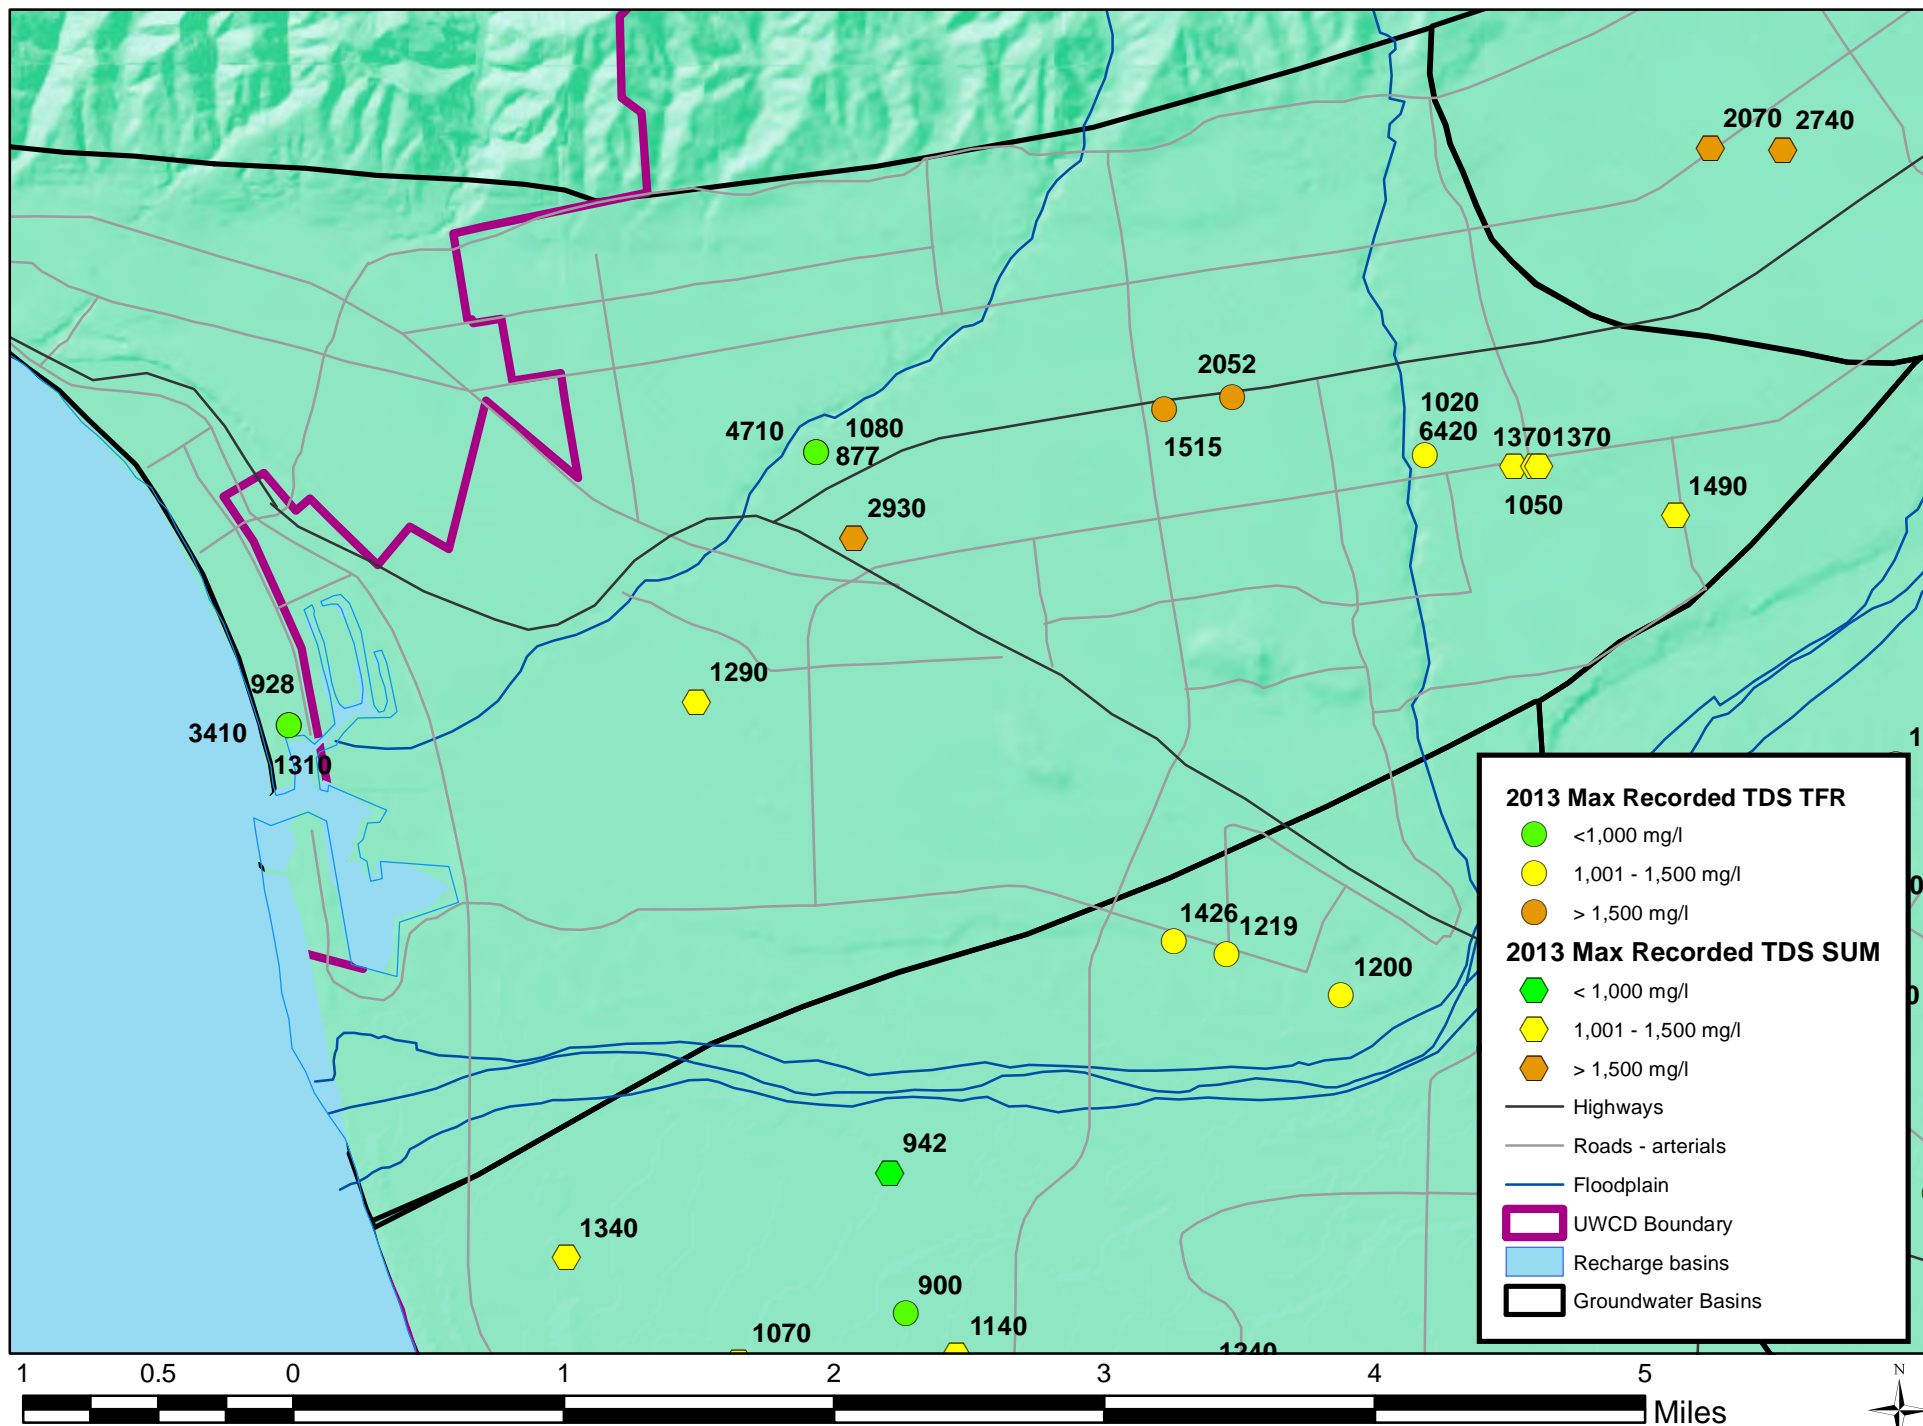 2070 2740
2052
4710 1080
877
1515
1020
6420
1370 1370
1050
1490
2930
928
3410
1310
1290
1426 1219
1200
942
1340
900
1070
1140
1240
2013 Max Recorded TDS TFR
<1,000 mg/l
1,001 - 1,500 mg/l
> 1,500 mg/l
2013 Max Recorded TDS SUM
< 1,000 mg/l
1,001 - 1,500 mg/l
> 1,500 mg/l
Highways
Roads - arterials
Floodplain
UWCD Boundary
Recharge basins
Groundwater Basins
1 0.5 0 1 2 3 4 5
Miles
N